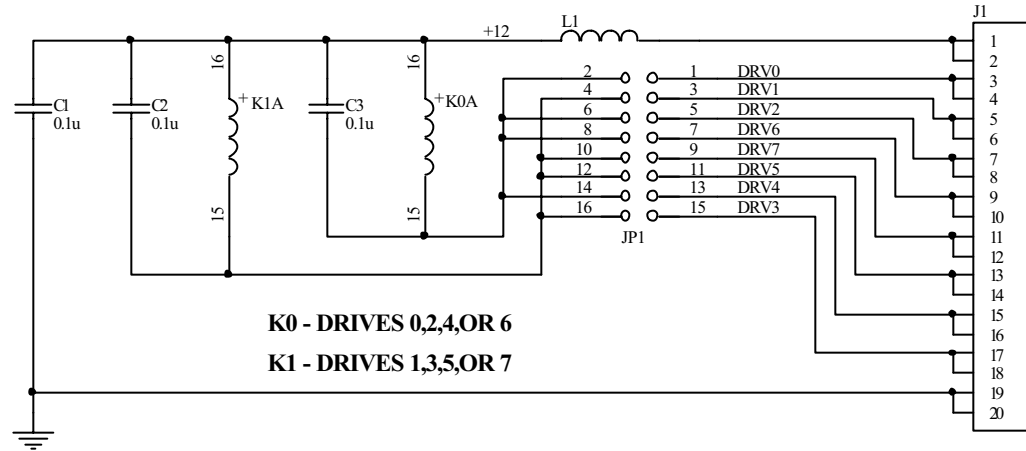 J1
L1
+12
1
2
3
4
5
6
7
8
9
10
11
12
13
14
15
16
17
18
19
20
16
16
C1
0.1u
C2
0.1u
+K1A
C3
0.1u
+K0A
15
15
2 1 DRV0
4 3 DRV1
6 5 DRV2
8 7 DRV6
10 9 DRV7
12 11 DRV5
14 13 DRV4
16 15 DRV3
JP1
K0 - DRIVES 0,2,4,OR 6
K1 - DRIVES 1,3,5,OR 7